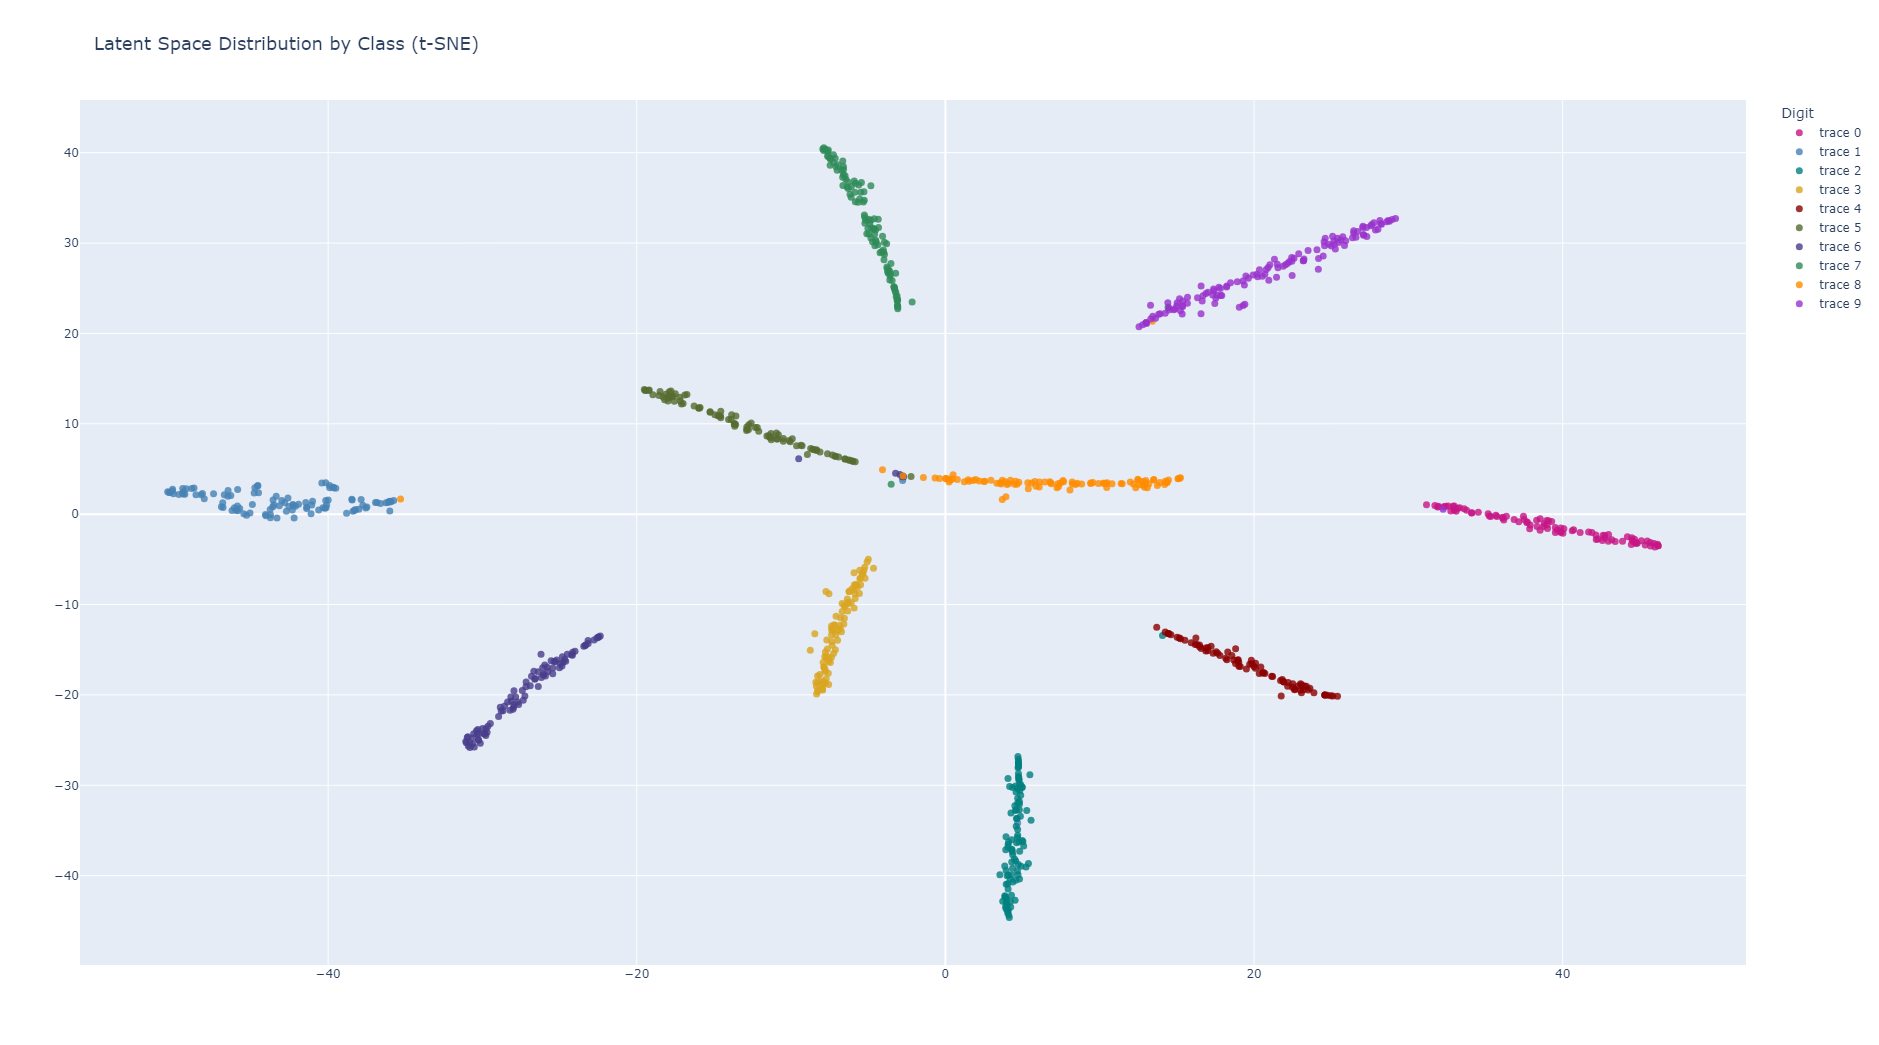 Latent Space Distribution by Class (t-SNE)
Digit
trace 0
trace 1
trace 2
trace 3
trace 4
trace 5
trace 6
trace 7
trace 8
trace 9
40
30
20
10
0
−10
−20
−30
−40
−40
−20
0
20
40